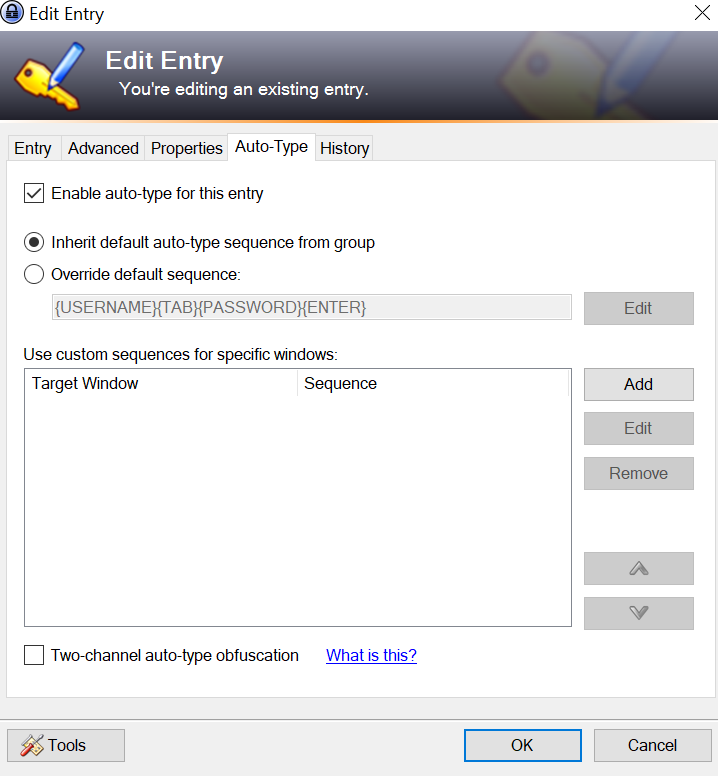 Edit Entry
Edit Entry
You're editing an existing entry.
Entry Advanced Properties Auto-Type History
Enable auto-type for this entry
Inherit default auto-type sequence from group
Override default sequence:
{USERNAME}{TAB}{PASSWORD}{ENTER} Edit
Use custom sequences for specific windows:
Target Window Sequence Add
Edit
Remove
Two-channel auto-type obfuscation What is this?
Tools OK Cancel